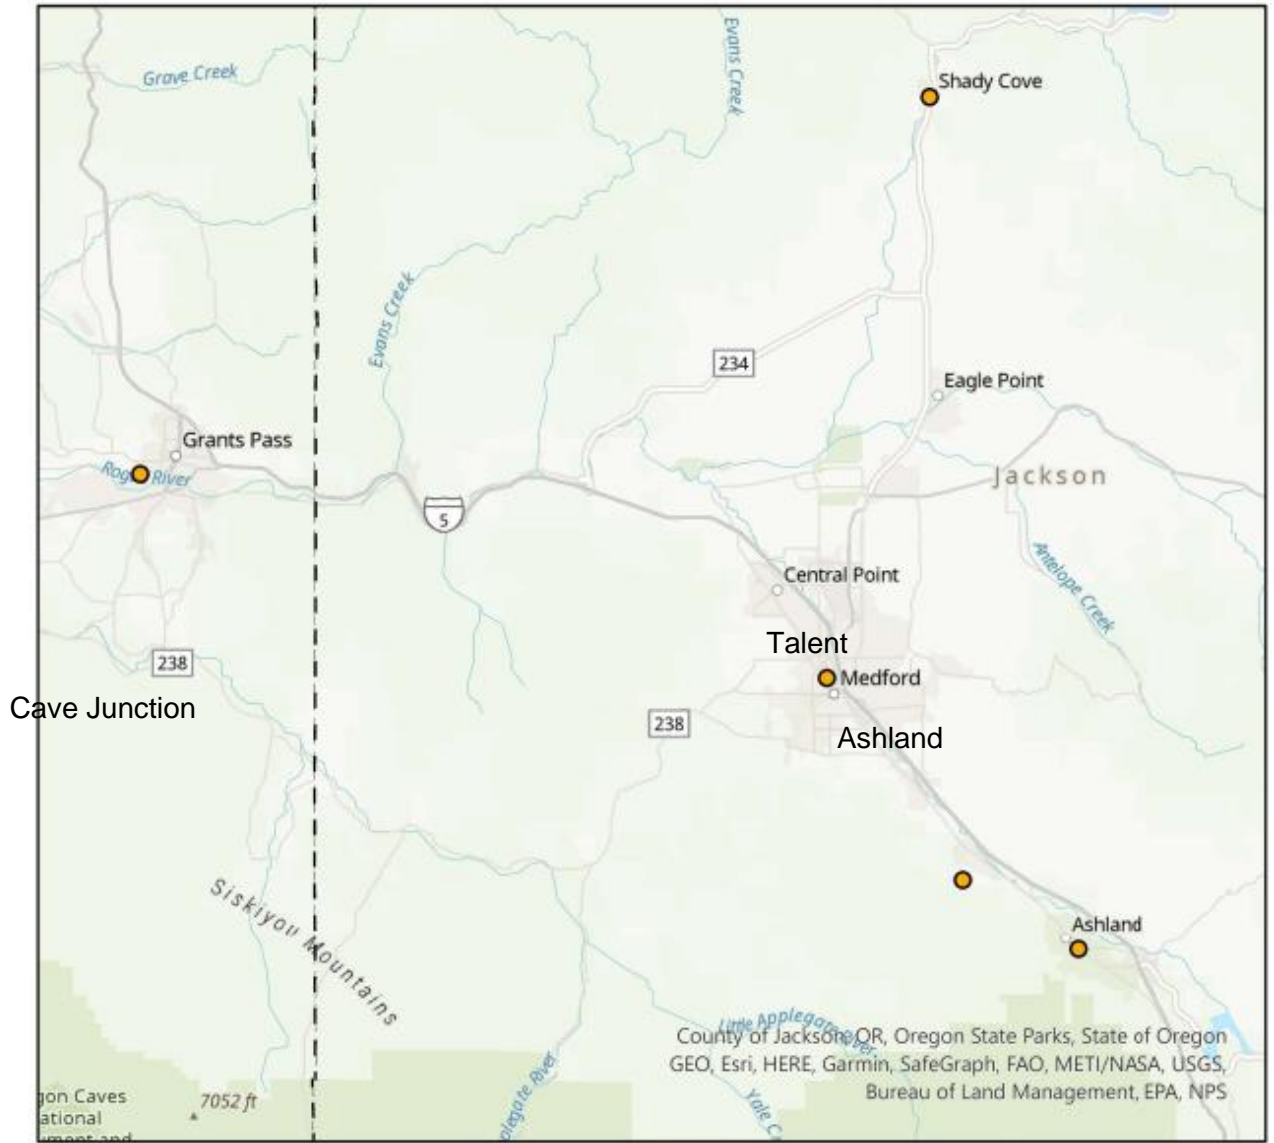 Grave Creek
Evans Creek
Shady Cove
Evans Creek
234
Eagle Point
Grants Pass
Rogue River
Jackson
5
Antelope Creek
Central Point
Talent
238
Medford
Cave Junction
238
Ashland
Siskiyou Mountains
Ashland
Little Applegate River
County of Jackson, OR, Oregon State Parks, State of Oregon
GEO, Esri, HERE, Garmin, SafeGraph, FAO, METI/NASA, USGS,
Bureau of Land Management, EPA, NPS
plegate River
Yale C
gon Caves
ational
ument and
7052 ft